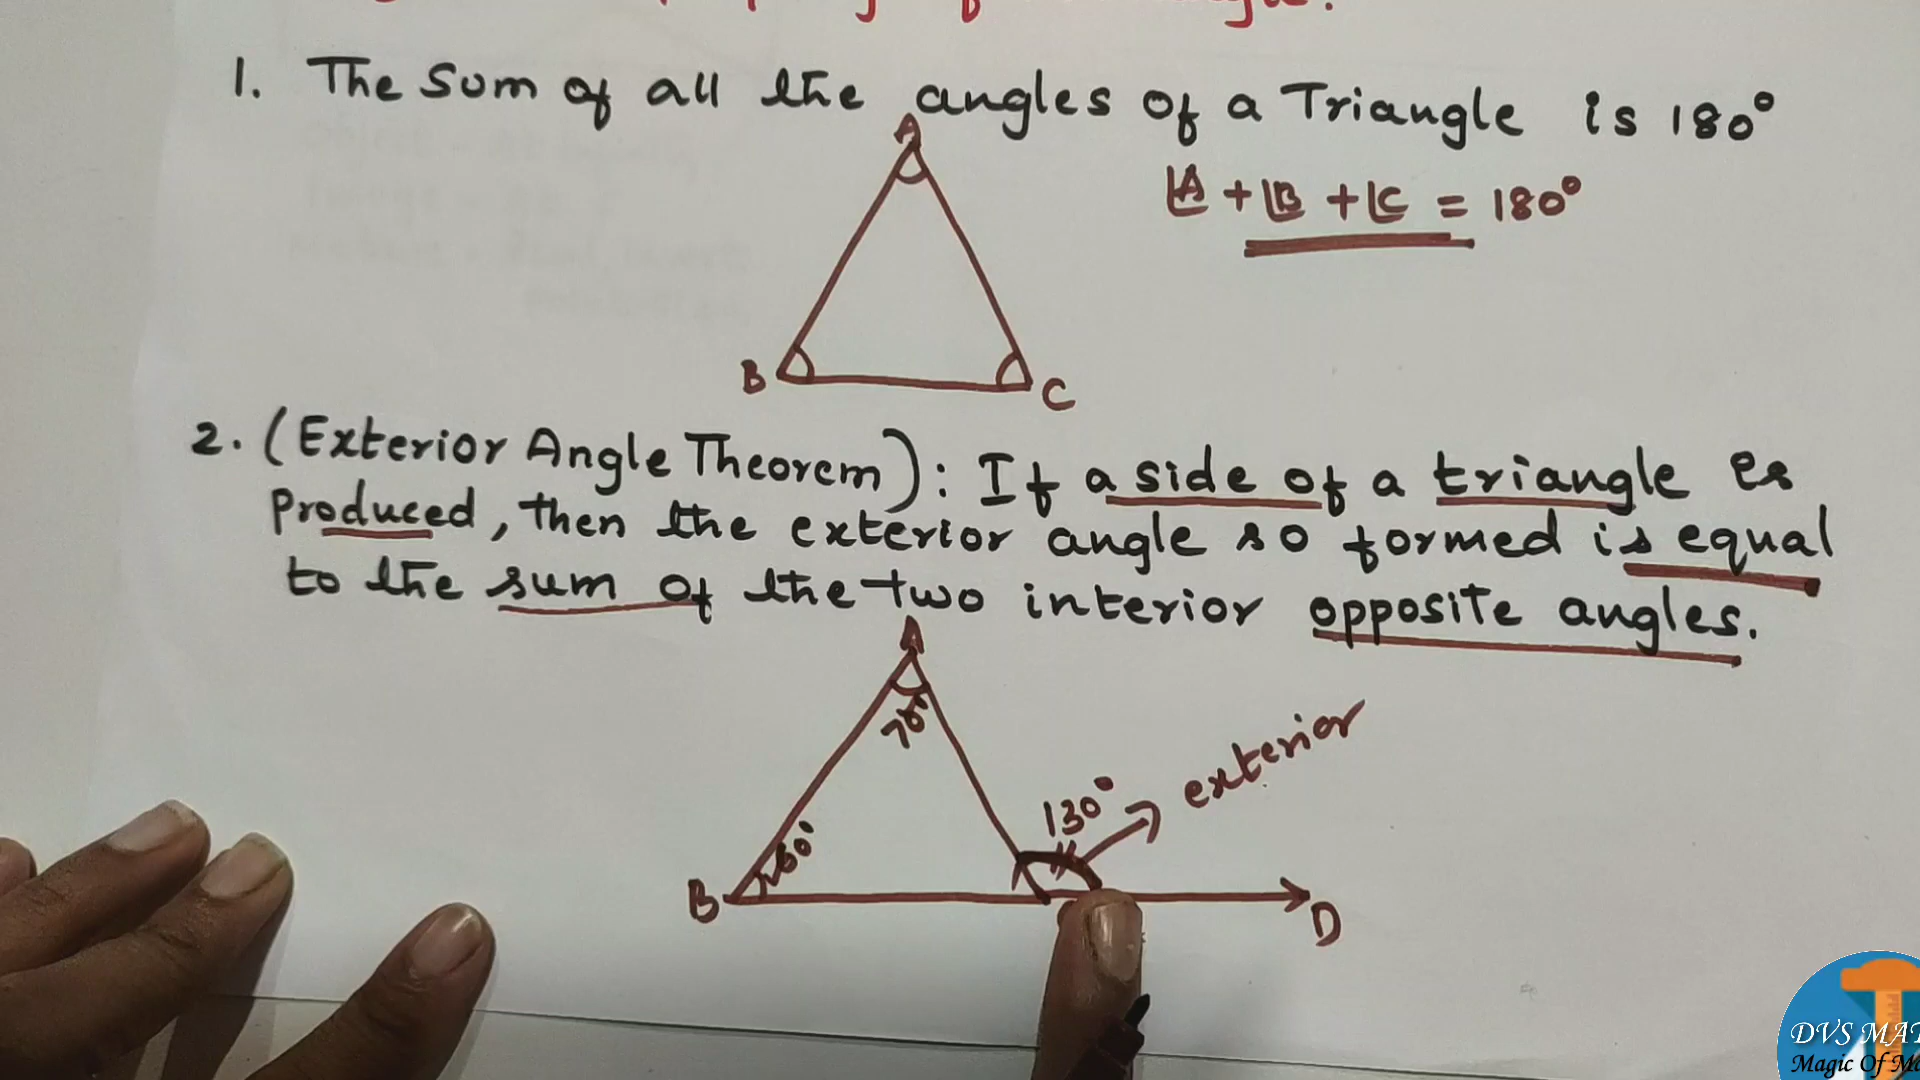 1. The Sum of all the angles of a Triangle is 180°
A
∠A + ∠B + ∠C = 180°
B
C
2. (Exterior Angle Theorem): If a side of a triangle is
Produced, then the exterior angle so formed is equal
to the sum of the two interior opposite angles.
A
70°
exterior
130°
60°
B
D
DVS MAT
Magic Of Ma